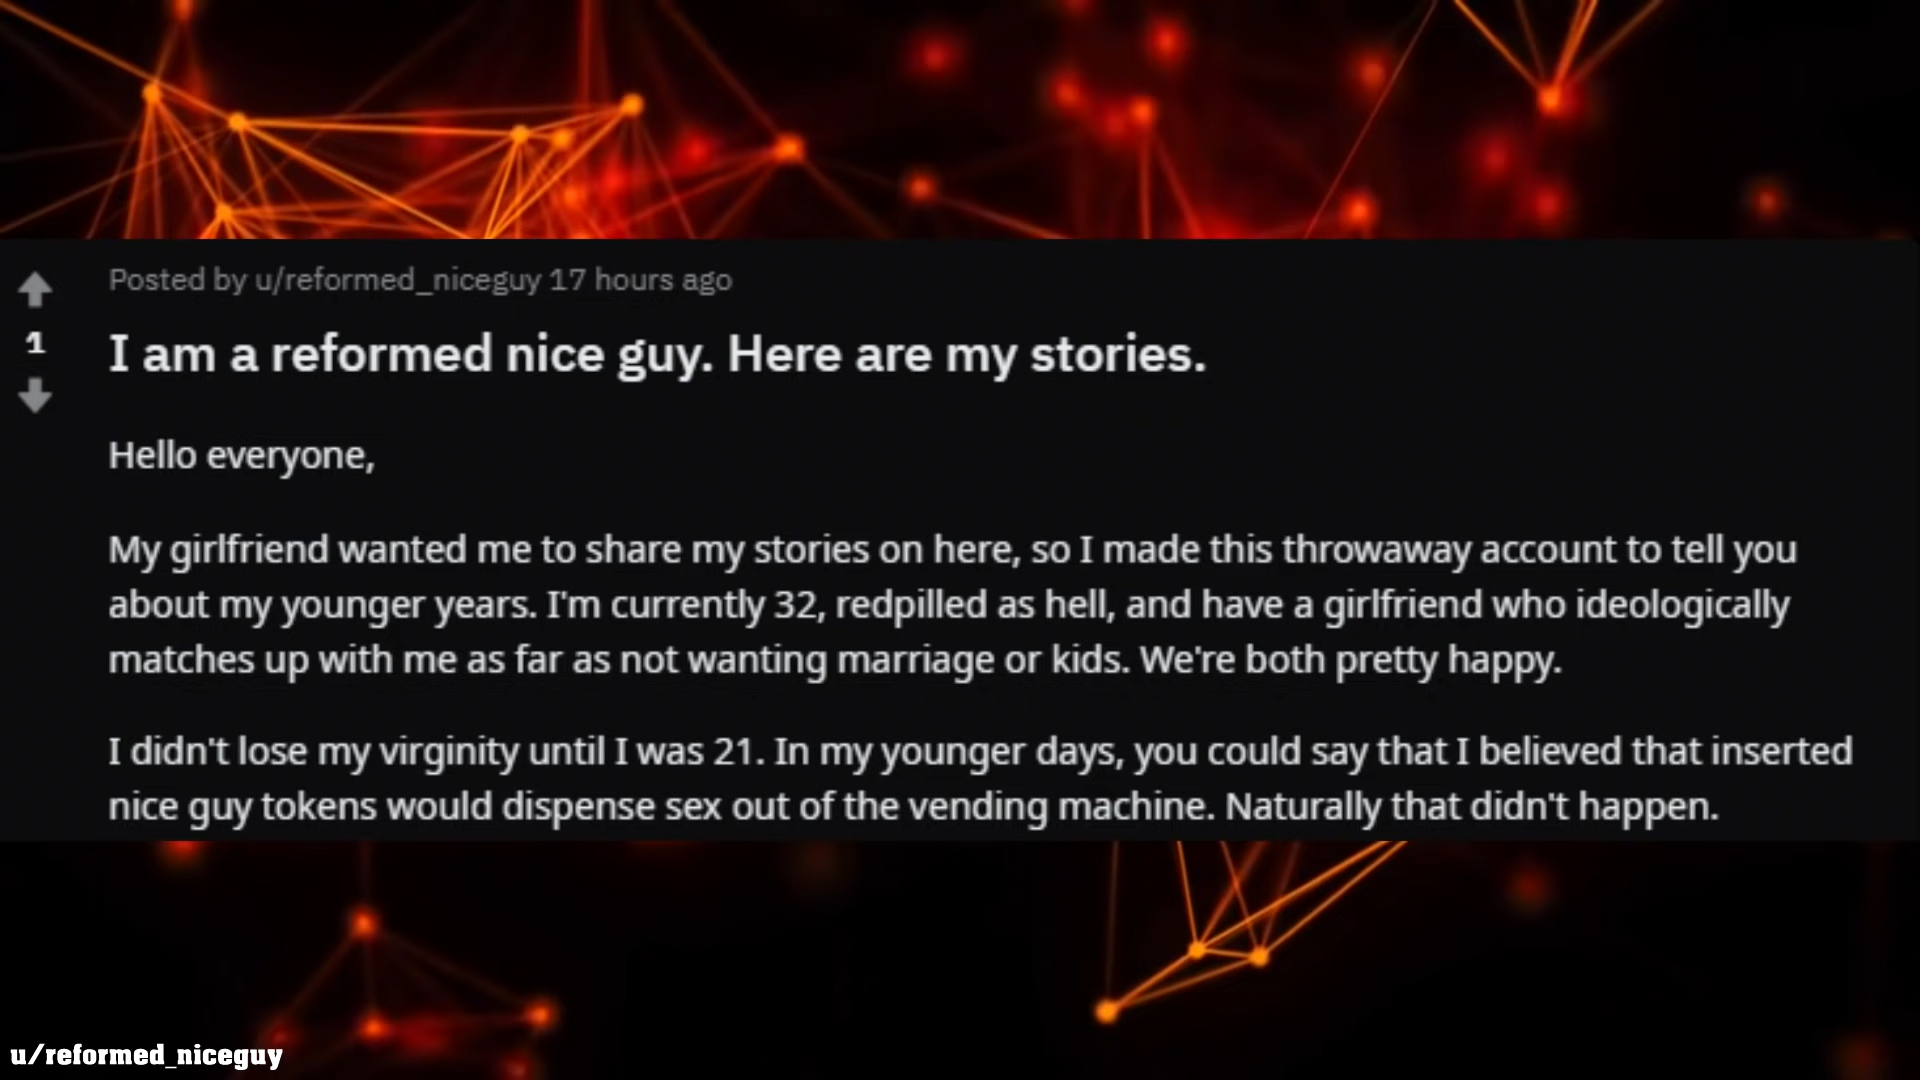 Posted by u/reformed_niceguy 17 hours ago
1
I am a reformed nice guy. Here are my stories.
Hello everyone,
My girlfriend wanted me to share my stories on here, so I made this throwaway account to tell you
about my younger years. I'm currently 32, redpilled as hell, and have a girlfriend who ideologically
matches up with me as far as not wanting marriage or kids. We're both pretty happy.
I didn't lose my virginity until I was 21. In my younger days, you could say that I believed that inserted
nice guy tokens would dispense sex out of the vending machine. Naturally that didn't happen.
u/reformed_niceguy